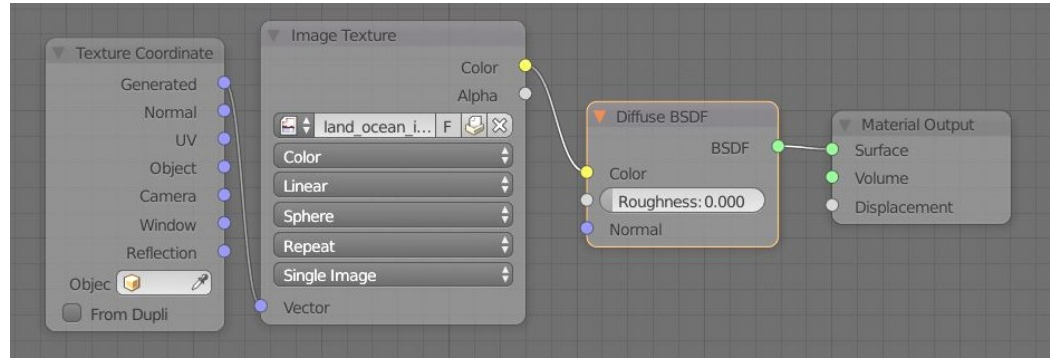 Texture Coordinate
Generated
Normal
UV
Object
Camera
Window
Reflection
Objec
From Dupli
Image Texture
Color
Alpha
land_ocean_i... F
Color
Linear
Sphere
Repeat
Single Image
Vector
Diffuse BSDF
BSDF
Color
Roughness: 0.000
Normal
Material Output
Surface
Volume
Displacement